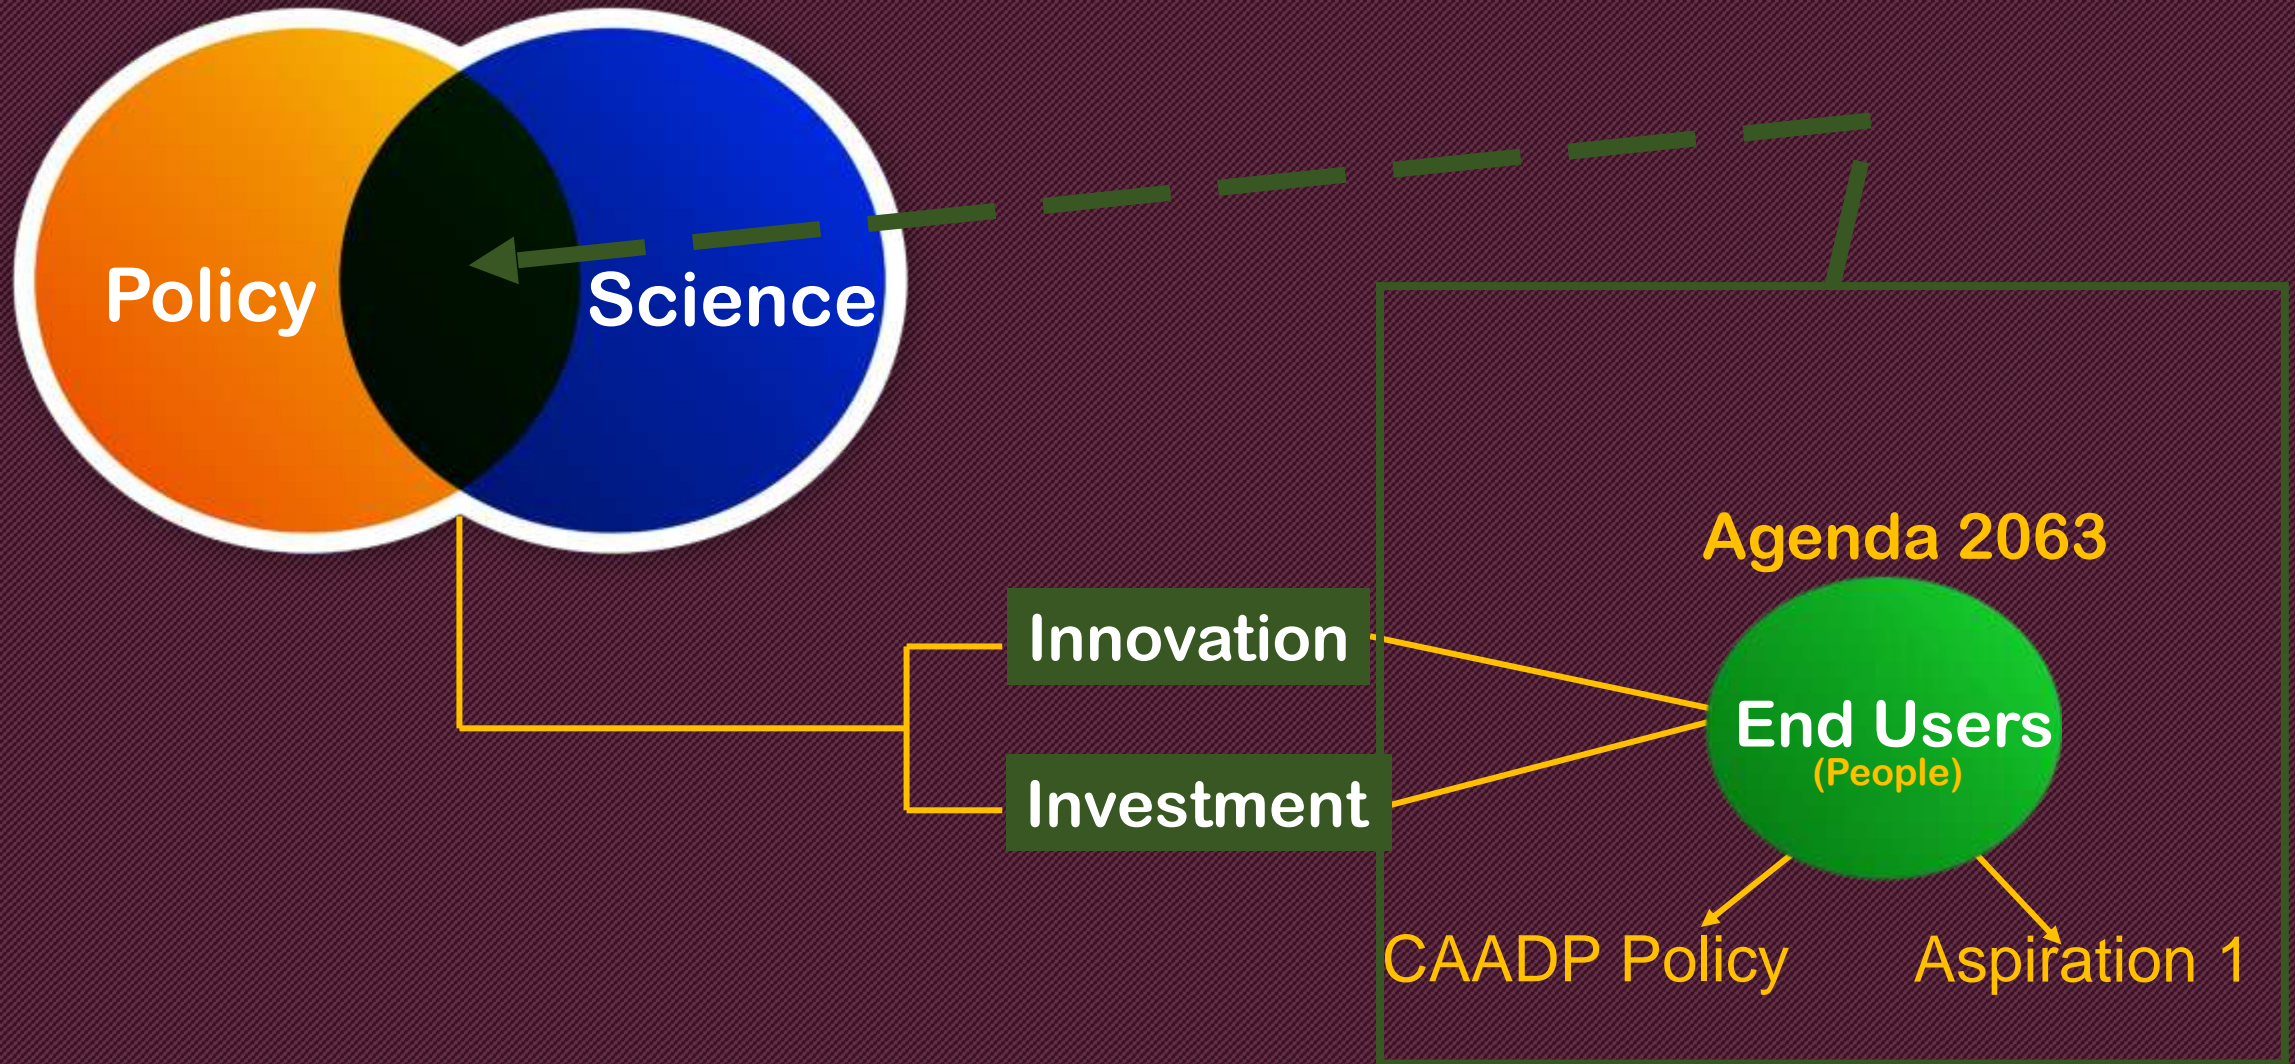 Policy
Science
Agenda 2063
Innovation
End Users
(People)
Investment
CAADP Policy
Aspiration 1